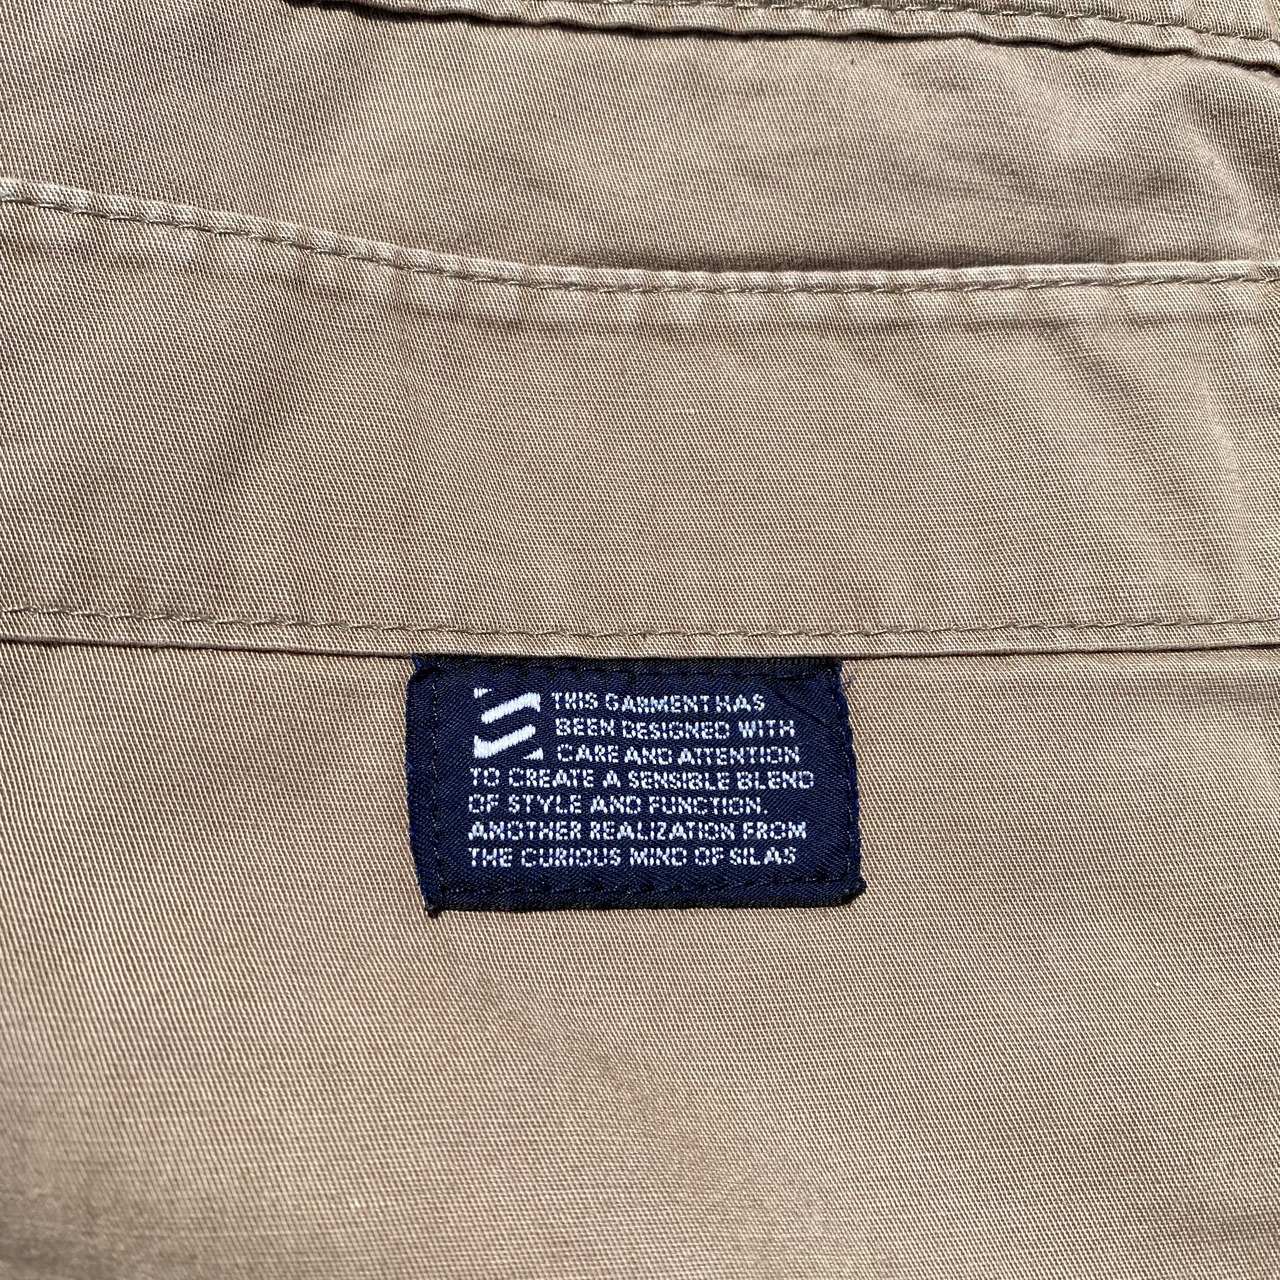 THIS GARMENT HAS
BEEN DESIGNED WITH
CARE AND ATTENTION
TO CREATE A SENSIBLE BLEND
OF STYLE AND FUNCTION
ANOTHER REALIZATION FROM
THE CURIOUS MIND OF SILAS